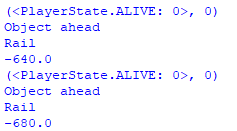 (<PlayerState.ALIVE: 0>, 0)
Object ahead
Rail
-640.0
(<PlayerState.ALIVE: 0>, 0)
Object ahead
Rail
-680.0